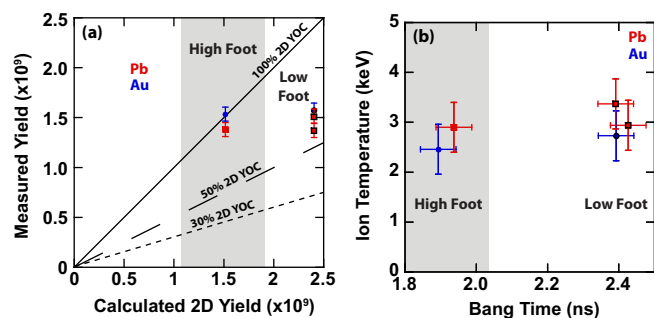 (a)
High Foot
100% 2D YOC
Pb
Au
Low
Foot
50% 2D YOC
30% 2D YOC
Measured Yield (x10⁹)
2.5
2.0
1.5
1.0
0.5
0
0
0.5
1.0
1.5
2.0
2.5
Calculated 2D Yield (x10⁹)
(b)
Pb
Au
High Foot
Low Foot
Ion Temperature (keV)
5
4
3
2
1
0
1.8
2.0
2.2
2.4
Bang Time (ns)